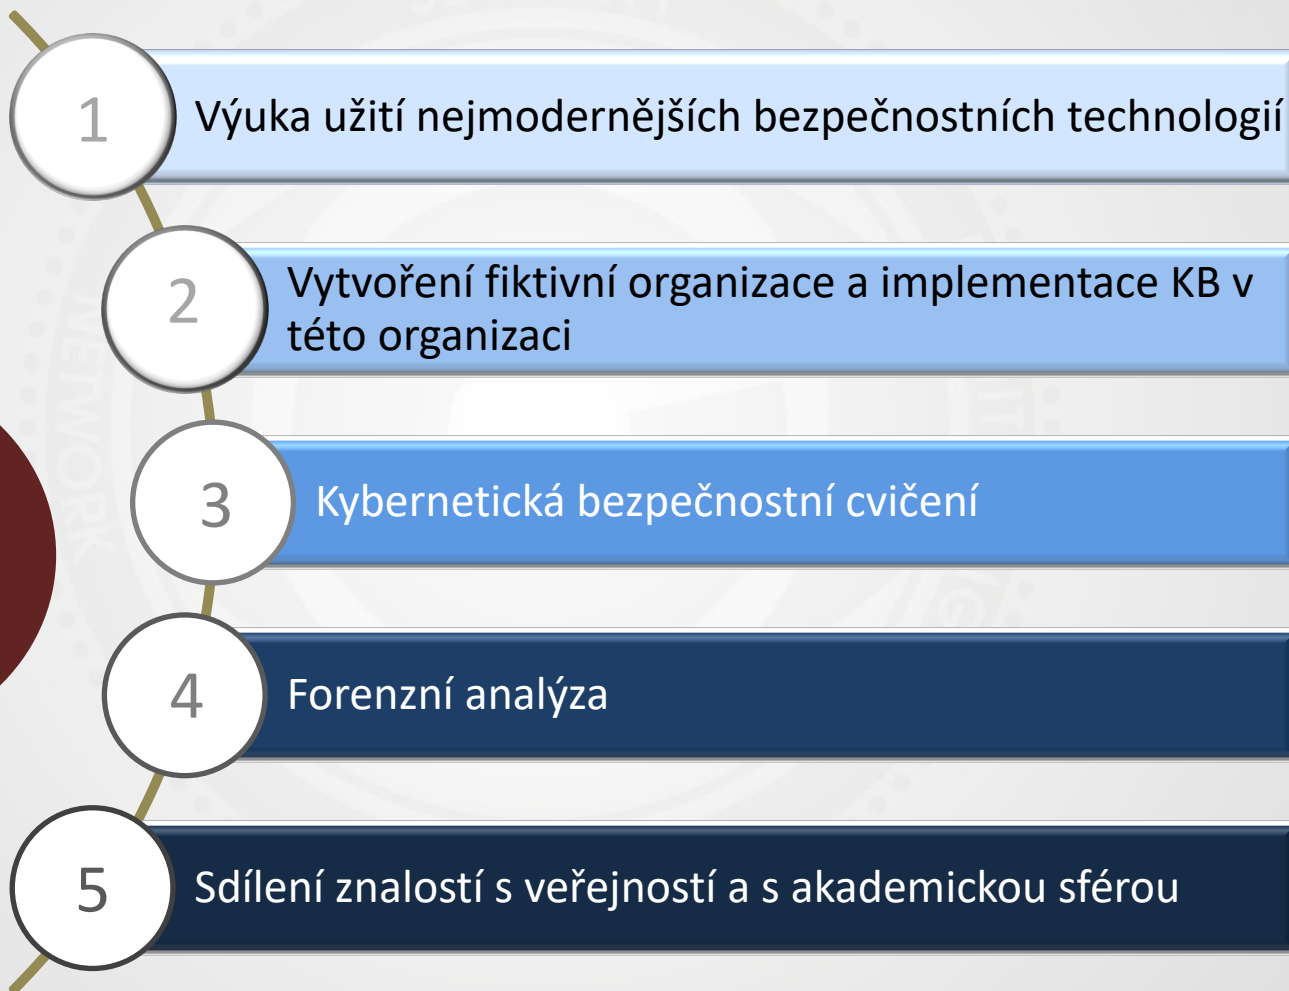 1
Výuka užití nejmodernějších bezpečnostních technologií
2
Vytvoření fiktivní organizace a implementace KB v
této organizaci
3
Kybernetická bezpečnostní cvičení
4
Forenzní analýza
5
Sdílení znalostí s veřejností a s akademickou sférou
NETWORK